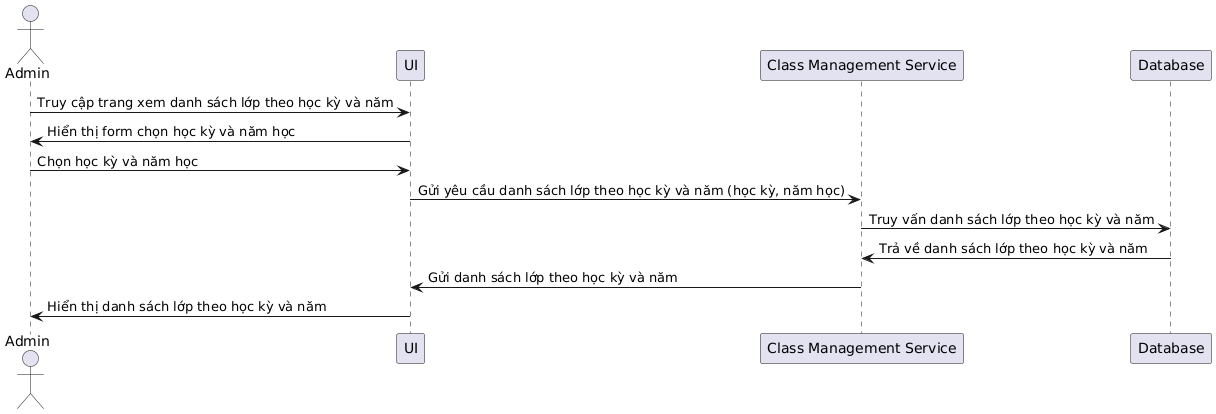 Admin
UI
Class Management Service
Database
Truy cập trang xem danh sách lớp theo học kỳ và năm
Hiển thị form chọn học kỳ và năm học
Chọn học kỳ và năm học
Gửi yêu cầu danh sách lớp theo học kỳ và năm (học kỳ, năm học)
Truy vấn danh sách lớp theo học kỳ và năm
Trả về danh sách lớp theo học kỳ và năm
Gửi danh sách lớp theo học kỳ và năm
Hiển thị danh sách lớp theo học kỳ và năm
Admin
UI
Class Management Service
Database